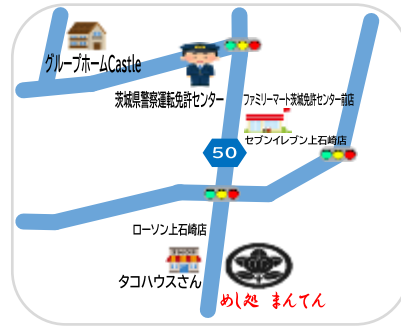 グループホームCastle
茨城県警察運転免許センター
ファミリーマート茨城免許センター前店
セブンイレブン上石崎店
50
ローソン上石崎店
タコハウスさん
めし処 まんてん